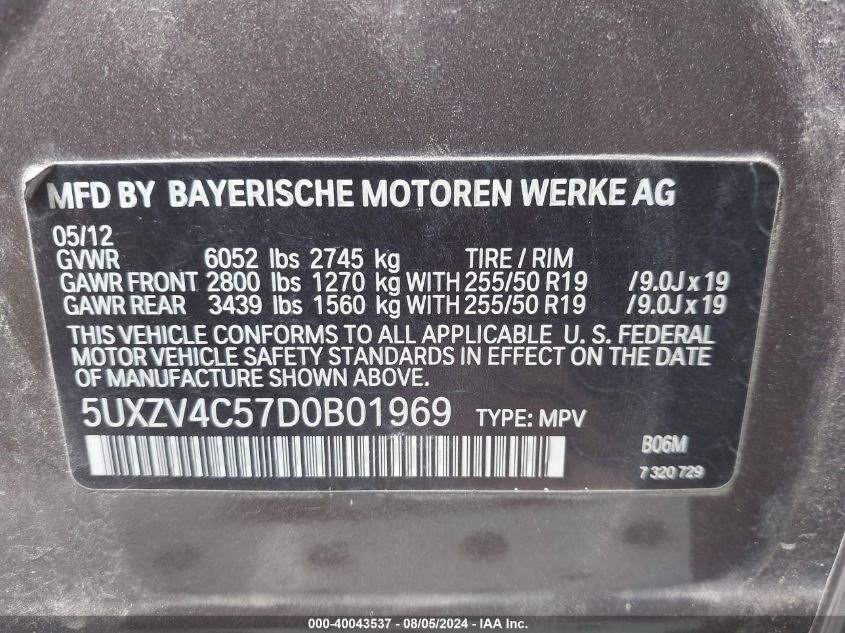 MFD BY BAYERISCHE MOTOREN WERKE AG
05/12
GVWR 6052 lbs 2745 kg TIRE / RIM
GAWR FRONT 2800 lbs 1270 kg WITH 255/50 R19 /9.0J x 19
GAWR REAR 3439 lbs 1560 kg WITH 255/50 R19 /9.0J x 19
THIS VEHICLE CONFORMS TO ALL APPLICABLE U. S. FEDERAL
MOTOR VEHICLE SAFETY STANDARDS IN EFFECT ON THE DATE
OF MANUFACTURE SHOWN ABOVE.
5UXZV4C57D0B01969 TYPE: MPV
B06M
7 320 729
000-40043537 - 08/05/2024 - IAA Inc.